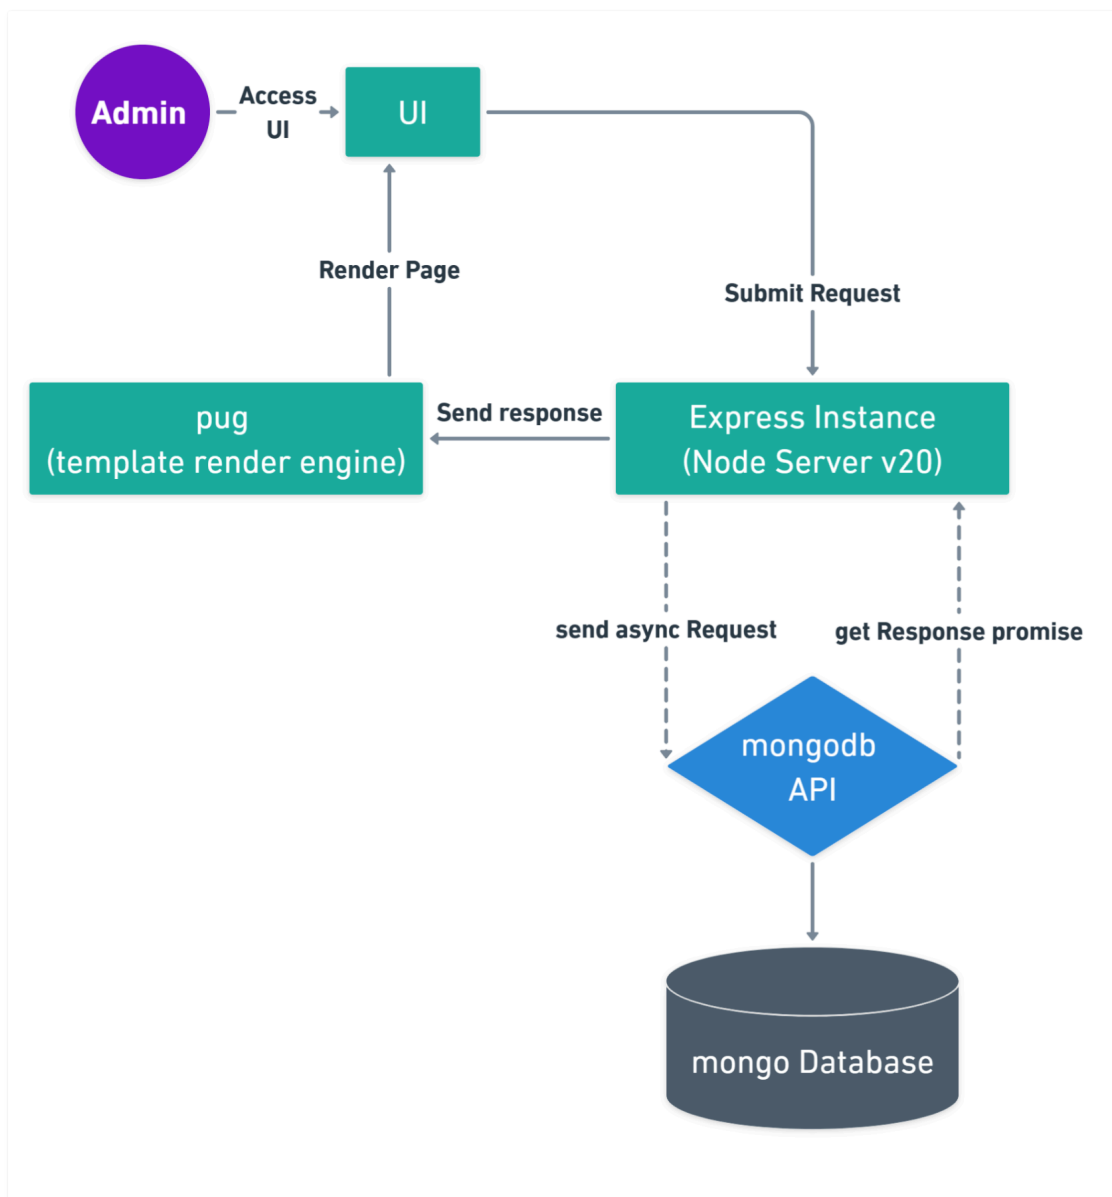 Admin
Access
UI
UI
Render Page
Submit Request
pug
(template render engine)
Send response
Express Instance
(Node Server v20)
send async Request
get Response promise
mongodb
API
mongo Database